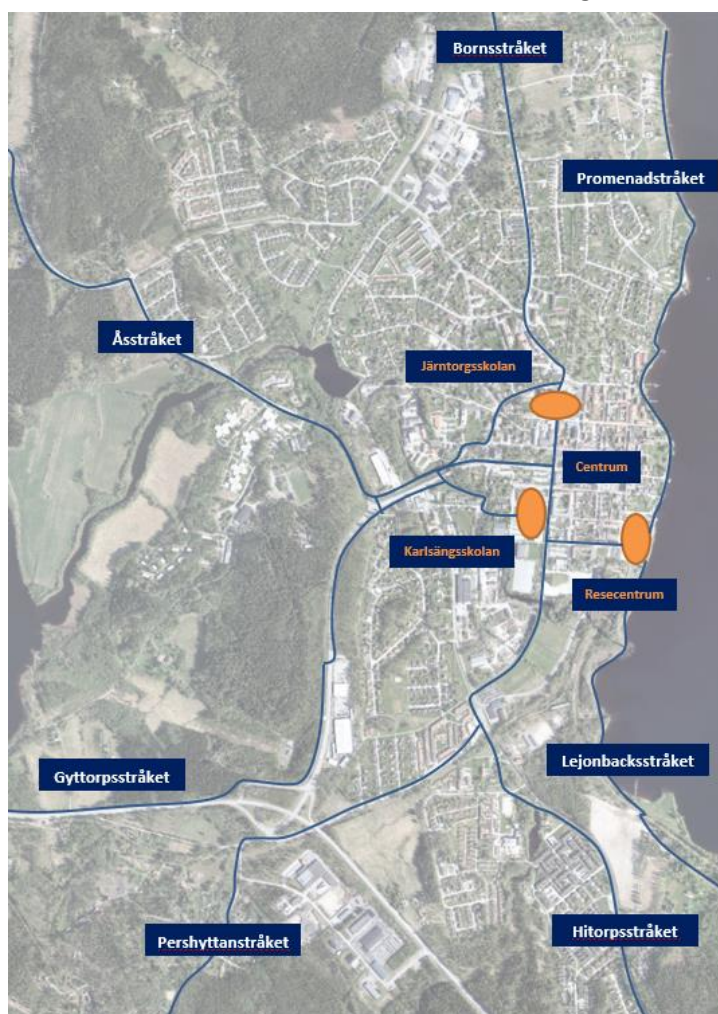 Bornsstråket
Promenadstråket
Åsstråket
Järntorgsskolan
Centrum
Karlsängsskolan
Resecentrum
Lejonbacksstråket
Gyttorpsstråket
Hitorpsstråket
Pershyttanstråket